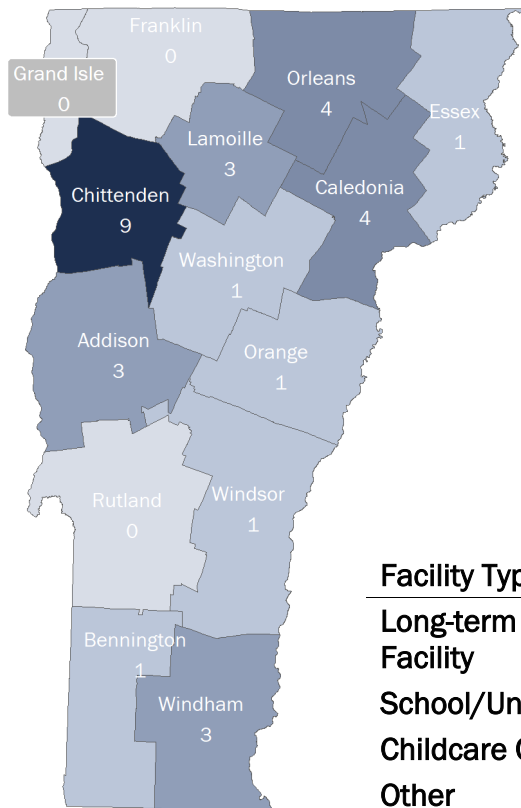 Franklin
0
Grand Isle
0
Orleans
4
Essex
1
Lamoille
3
Caledonia
4
Chittenden
9
Washington
1
Addison
3
Orange
1
Rutland
0
Windsor
1
Bennington
1
Windham
3
Facility Typ
Long-term
Facility
School/Un
Childcare C
Other